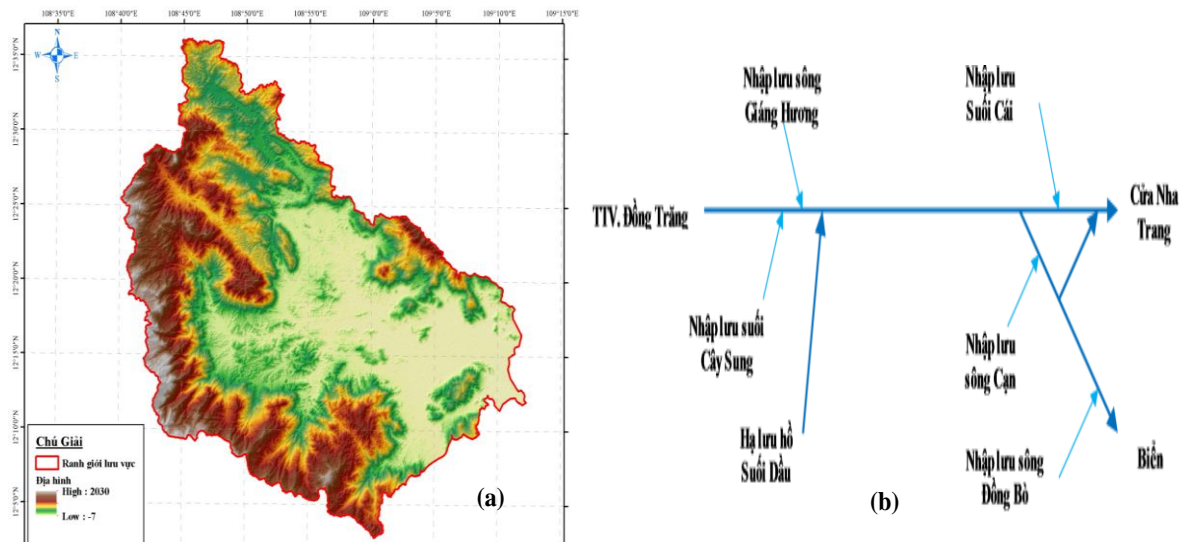 108°35'0"E 108°40'0"E 108°45'0"E 108°50'0"E 108°55'0"E 109°0'0"E 109°5'0"E 109°10'0"E 109°15'0"E
N
W E
S
12°35'0"N
12°30'0"N
12°25'0"N
12°20'0"N
12°15'0"N
12°10'0"N
12°5'0"N
Chú Giải
Ranh giới lưu vực
Địa hình
High : 2030
Low : -7
(a)
Nhập lưu sông
Giáng Hương
Nhập lưu
Suối Cái
TTV. Đồng Trăng
Cửa Nha
Trang
Nhập lưu suối
Cây Sung
Nhập lưu
sông Cạn
Hạ lưu hồ
Suối Dầu
Nhập lưu sông
Đồng Bò
Biển
(b)